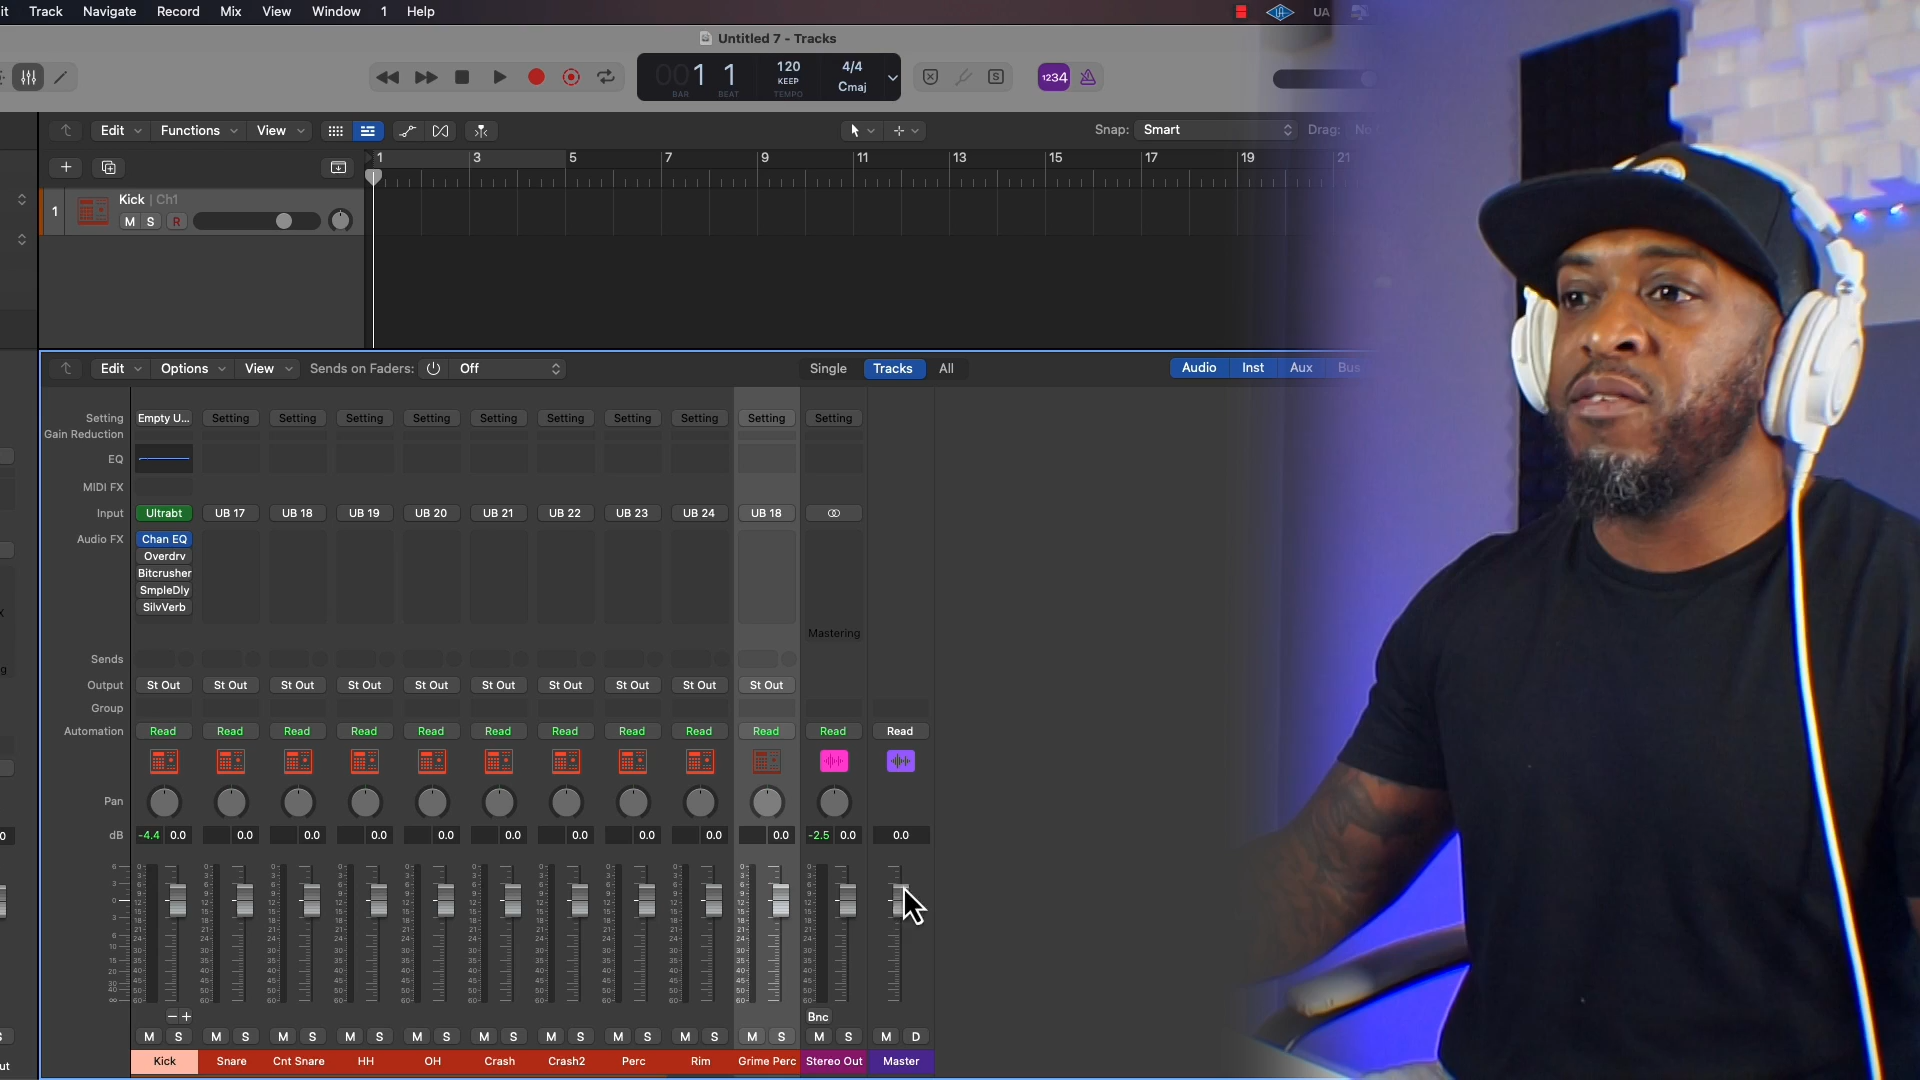 it Track Navigate Record Mix View Window 1 Help UA
Untitled 7 - Tracks
001 1 120 4/4
KEEP Cmaj
BAR BEAT TEMPO
S 1234
Edit Functions View Snap: Smart Drag: No
1 3 5 7 9 11 13 15 17 19 21
1 Kick | Ch1
M S R
Edit Options View Sends on Faders: Off Single Tracks All Audio Inst Aux Bus
Setting Empty U... Setting Setting Setting Setting Setting Setting Setting Setting Setting Setting
Gain Reduction
EQ
MIDI FX
Input Ultrabt UB 17 UB 18 UB 19 UB 20 UB 21 UB 22 UB 23 UB 24 UB 18
Audio FX Chan EQ
Overdrv
Bitcrusher
SmpleDly
SilvVerb
Mastering
Sends
Output St Out St Out St Out St Out St Out St Out St Out St Out St Out St Out
Group
Automation Read Read Read Read Read Read Read Read Read Read Read Read
Pan
dB -4.4 0.0 0.0 0.0 0.0 0.0 0.0 0.0 0.0 0.0 0.0 -2.5 0.0 0.0
Bnc
M S M S M S M S M S M S M S M S M S M S M S M D
Kick Snare Cnt Snare HH OH Crash Crash2 Perc Rim Grime Perc Stereo Out Master